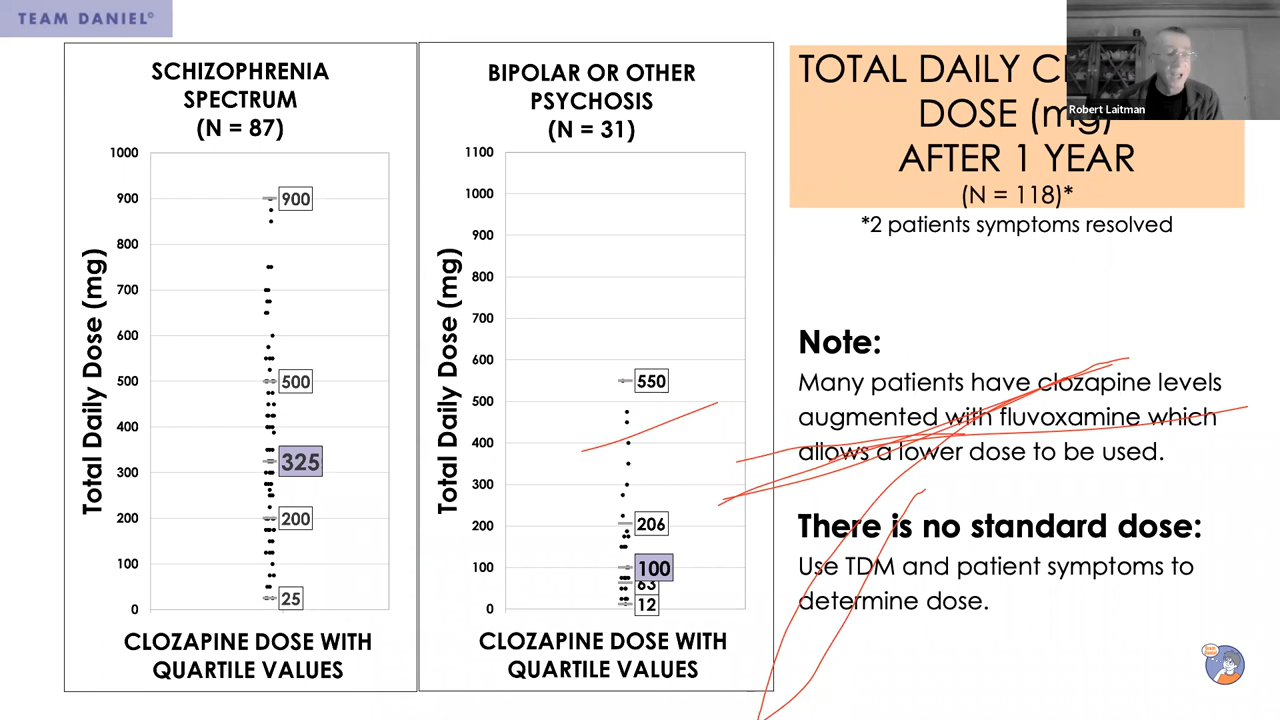 TEAM DANIEL©
SCHIZOPHRENIA
SPECTRUM
(N = 87)
Total Daily Dose (mg)
1000
900
800
700
600
500
400
300
200
100
0
900
500
325
200
25
CLOZAPINE DOSE WITH
QUARTILE VALUES
BIPOLAR OR OTHER
PSYCHOSIS
(N = 31)
Total Daily Dose (mg)
1100
1000
900
800
700
600
500
400
300
200
100
0
550
206
100
63
12
CLOZAPINE DOSE WITH
QUARTILE VALUES
TOTAL DAILY
DOSE (mg)
AFTER 1 YEAR
(N = 118)*
*2 patients symptoms resolved
Robert Laitman
Note:
Many patients have clozapine levels
augmented with fluvoxamine which
allows a lower dose to be used.
There is no standard dose:
Use TDM and patient symptoms to
determine dose.